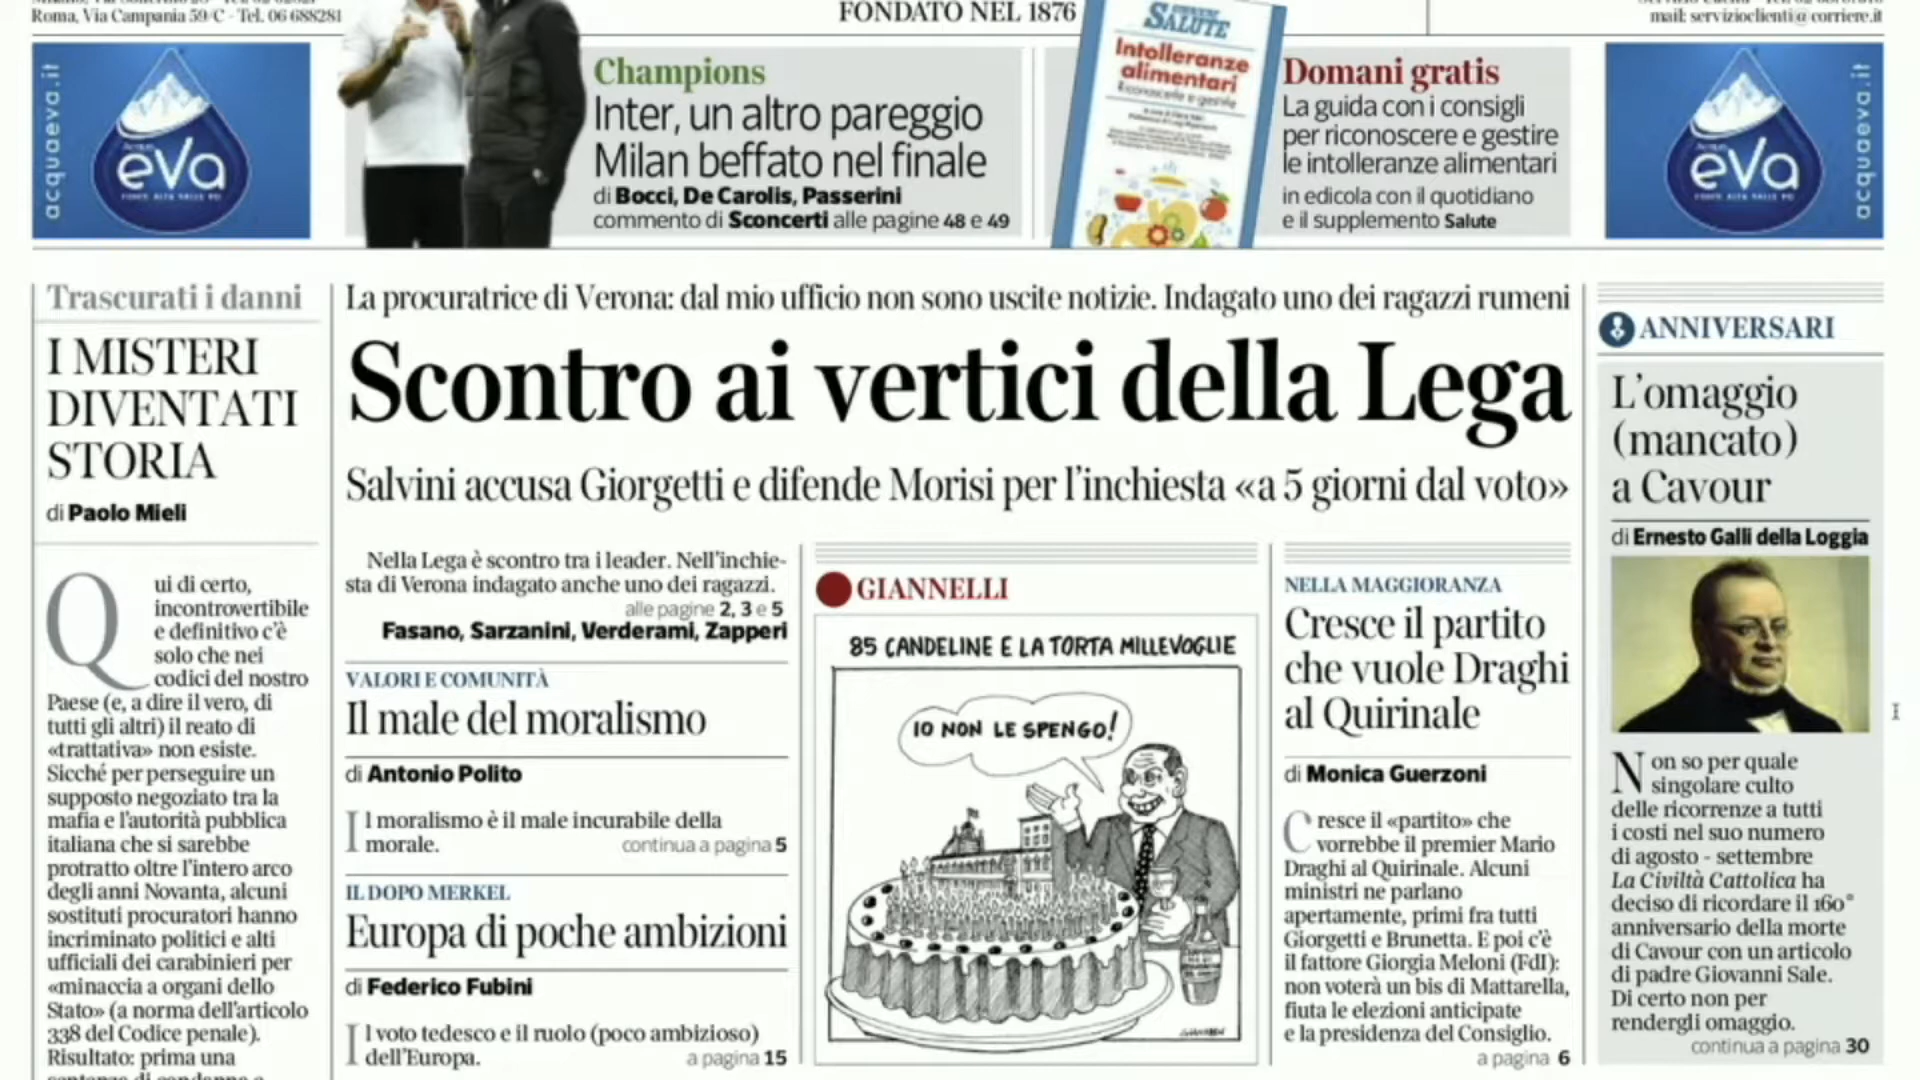 Roma, Via Campania 59/C - Tel. 06 688281
FONDATO NEL 1876
mail: servizioclienti@corriere.it
acquaeva.it
eva
Champions
Inter, un altro pareggio
Milan beffato nel finale
di Bocci, De Carolis, Passerini
commento di Sconcerti alle pagine 48 e 49
SALUTE
Intolleranze
alimentari
Riconoscerle e gestirle
Domani gratis
La guida con i consigli
per riconoscere e gestire
le intolleranze alimentari
in edicola con il quotidiano
e il supplemento Salute
eva
acquaeva.it
Trascurati i danni
I MISTERI
DIVENTATI
STORIA
di Paolo Mieli
Qui di certo,
incontrovertibile
e definitivo c'è
solo che nei
codici del nostro
Paese (e, a dire il vero, di
tutti gli altri) il reato di
«trattativa» non esiste.
Sicché per perseguire un
supposto negoziato tra la
mafia e l'autorità pubblica
italiana che si sarebbe
protratto oltre l'intero arco
degli anni Novanta, alcuni
sostituti procuratori hanno
incriminato politici e alti
ufficiali dei carabinieri per
«minaccia a organi dello
Stato» (a norma dell'articolo
338 del Codice penale).
Risultato: prima una
La procuratrice di Verona: dal mio ufficio non sono uscite notizie. Indagato uno dei ragazzi rumeni
Scontro ai vertici della Lega
Salvini accusa Giorgetti e difende Morisi per l'inchiesta «a 5 giorni dal voto»
Nella Lega è scontro tra i leader. Nell'inchie-
sta di Verona indagato anche uno dei ragazzi.
alle pagine 2, 3 e 5
Fasano, Sarzanini, Verderami, Zapperi
VALORI E COMUNITÀ
Il male del moralismo
di Antonio Polito
Il moralismo è il male incurabile della
morale.
continua a pagina 5
IL DOPO MERKEL
Europa di poche ambizioni
di Federico Fubini
Il voto tedesco e il ruolo (poco ambizioso)
dell'Europa.
a pagina 15
GIANNELLI
85 CANDELINE E LA TORTA MILLEVOGLIE
IO NON LE SPENGO!
GIANNELLI
NELLA MAGGIORANZA
Cresce il partito
che vuole Draghi
al Quirinale
di Monica Guerzoni
Cresce il «partito» che
vorrebbe il premier Mario
Draghi al Quirinale. Alcuni
ministri ne parlano
apertamente, primi fra tutti
Giorgetti e Brunetta. E poi c'è
il fattore Giorgia Meloni (FdI):
non voterà un bis di Mattarella,
fiuta le elezioni anticipate
e la presidenza del Consiglio.
a pagina 6
ANNIVERSARI
L'omaggio
(mancato)
a Cavour
di Ernesto Galli della Loggia
Non so per quale
singolare culto
delle ricorrenze a tutti
i costi nel suo numero
di agosto - settembre
La Civiltà Cattolica ha
deciso di ricordare il 160°
anniversario della morte
di Cavour con un articolo
di padre Giovanni Sale.
Di certo non per
rendergli omaggio.
continua a pagina 30